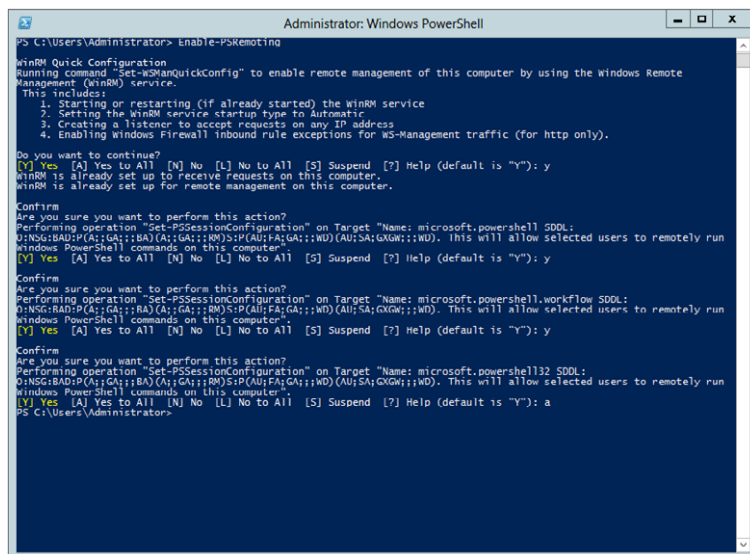 Administrator: Windows PowerShell
PS C:\Users\Administrator> Enable-PSRemoting
WinRM Quick Configuration
Running command "Set-WSManQuickConfig" to enable remote management of this computer by using the Windows Remote
Management (WinRM) service.
This includes:
1. Starting or restarting (if already started) the WinRM service
2. Setting the WinRM service startup type to Automatic
3. Creating a listener to accept requests on any IP address
4. Enabling Windows Firewall inbound rule exceptions for WS-Management traffic (for http only).
Do you want to continue?
[Y] Yes [A] Yes to All [N] No [L] No to All [S] Suspend [?] Help (default is "Y"): y
WinRM is already set up to receive requests on this computer.
WinRM is already set up for remote management on this computer.
Confirm
Are you sure you want to perform this action?
Performing operation "Set-PSSessionConfiguration" on Target "Name: microsoft.powershell SDDL:
O:NSG:BAD:P(A;;GA;;;BA)(A;;GA;;;RM)S:P(AU;FA;GA;;;WD)(AU;SA;GXGW;;;WD). This will allow selected users to remotely run
Windows PowerShell commands on this computer".
[Y] Yes [A] Yes to All [N] No [L] No to All [S] Suspend [?] Help (default is "Y"): y
Confirm
Are you sure you want to perform this action?
Performing operation "Set-PSSessionConfiguration" on Target "Name: microsoft.powershell.workflow SDDL:
O:NSG:BAD:P(A;;GA;;;BA)(A;;GA;;;RM)S:P(AU;FA;GA;;;WD)(AU;SA;GXGW;;;WD). This will allow selected users to remotely run
Windows PowerShell commands on this computer".
[Y] Yes [A] Yes to All [N] No [L] No to All [S] Suspend [?] Help (default is "Y"): y
Confirm
Are you sure you want to perform this action?
Performing operation "Set-PSSessionConfiguration" on Target "Name: microsoft.powershell32 SDDL:
O:NSG:BAD:P(A;;GA;;;BA)(A;;GA;;;RM)S:P(AU;FA;GA;;;WD)(AU;SA;GXGW;;;WD). This will allow selected users to remotely run
Windows PowerShell commands on this computer".
[Y] Yes [A] Yes to All [N] No [L] No to All [S] Suspend [?] Help (default is "Y"): a
PS C:\Users\Administrator>